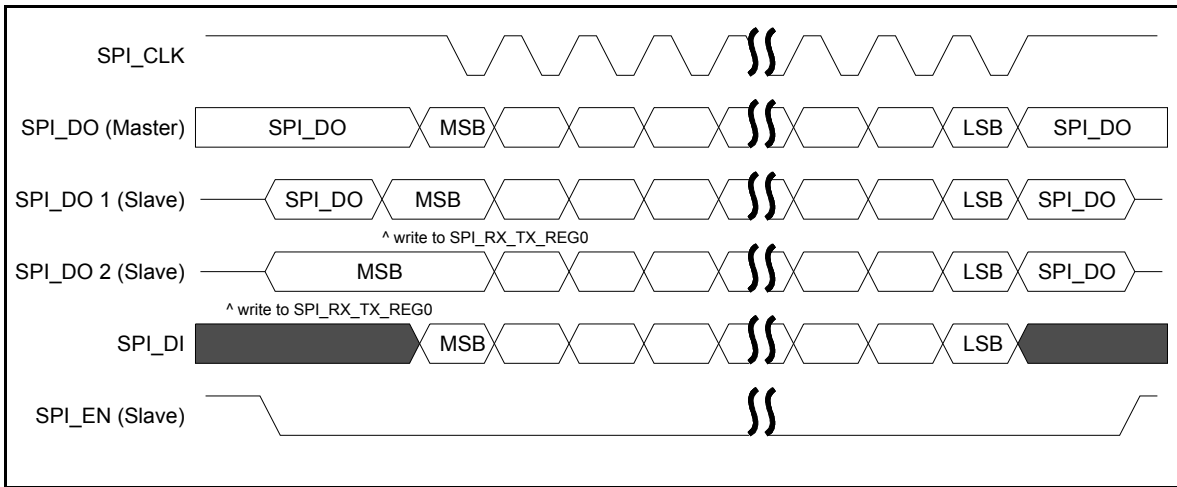 SPI_CLK
SPI_DO (Master) SPI_DO MSB LSB SPI_DO
SPI_DO 1 (Slave) SPI_DO MSB LSB SPI_DO
^ write to SPI_RX_TX_REG0
SPI_DO 2 (Slave) MSB LSB SPI_DO
^ write to SPI_RX_TX_REG0
SPI_DI MSB LSB
SPI_EN (Slave)